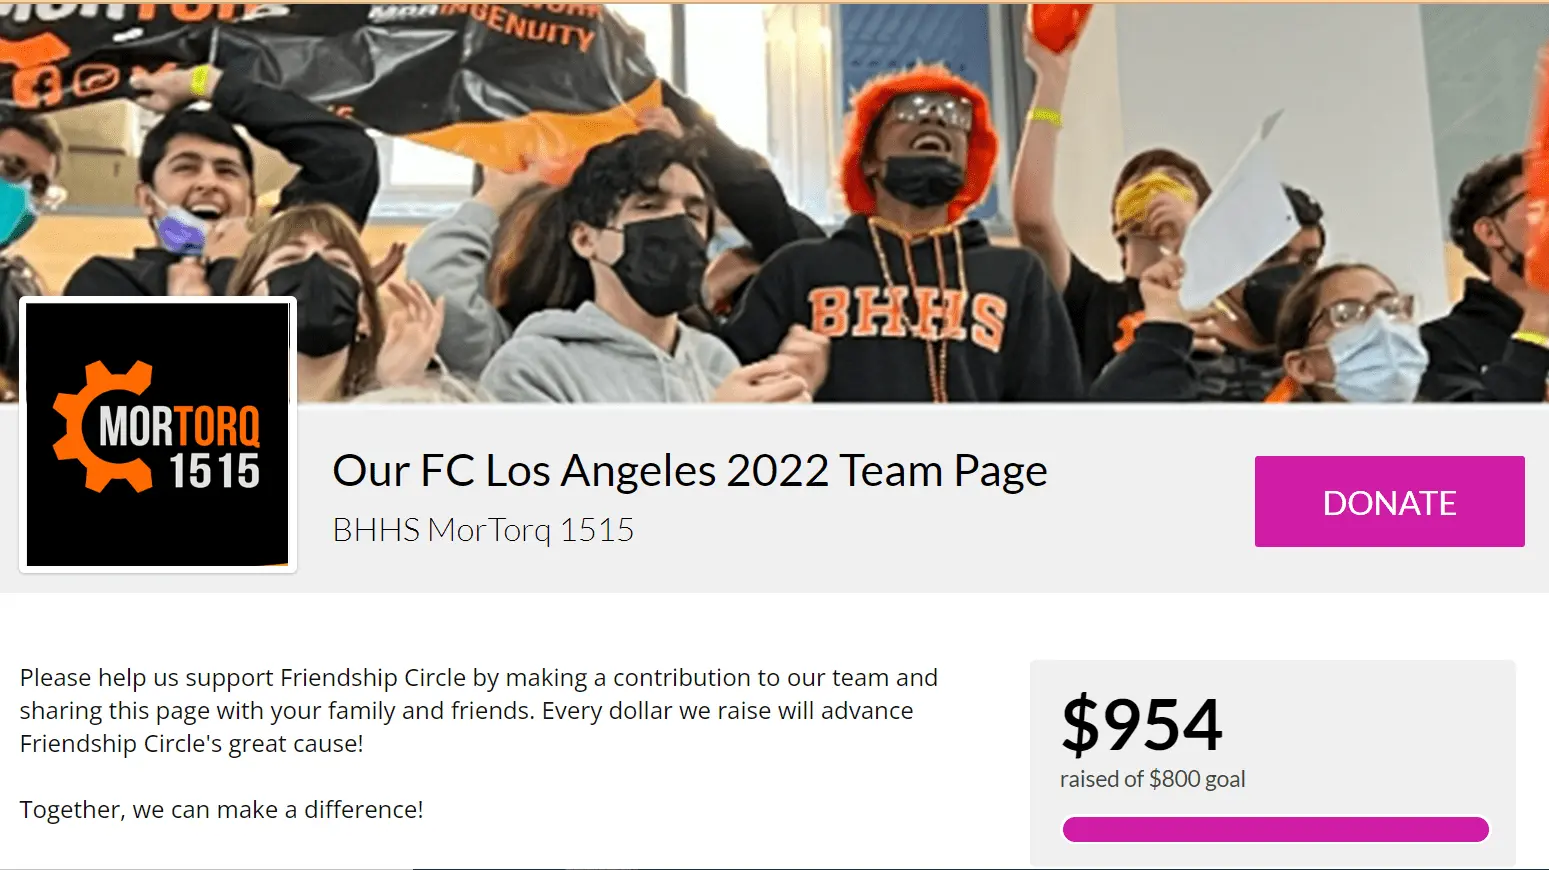 INGENUITY
BHHS
MORTORQ
1515
Our FC Los Angeles 2022 Team Page
BHHS MorTorq 1515
DONATE
Please help us support Friendship Circle by making a contribution to our team and
sharing this page with your family and friends. Every dollar we raise will advance
Friendship Circle's great cause!
Together, we can make a difference!
$954
raised of $800 goal